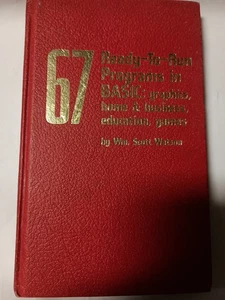 67
Ready-To-Run
Programs in
BASIC: graphics,
home & business,
education, games
by Wm. Scott Watson